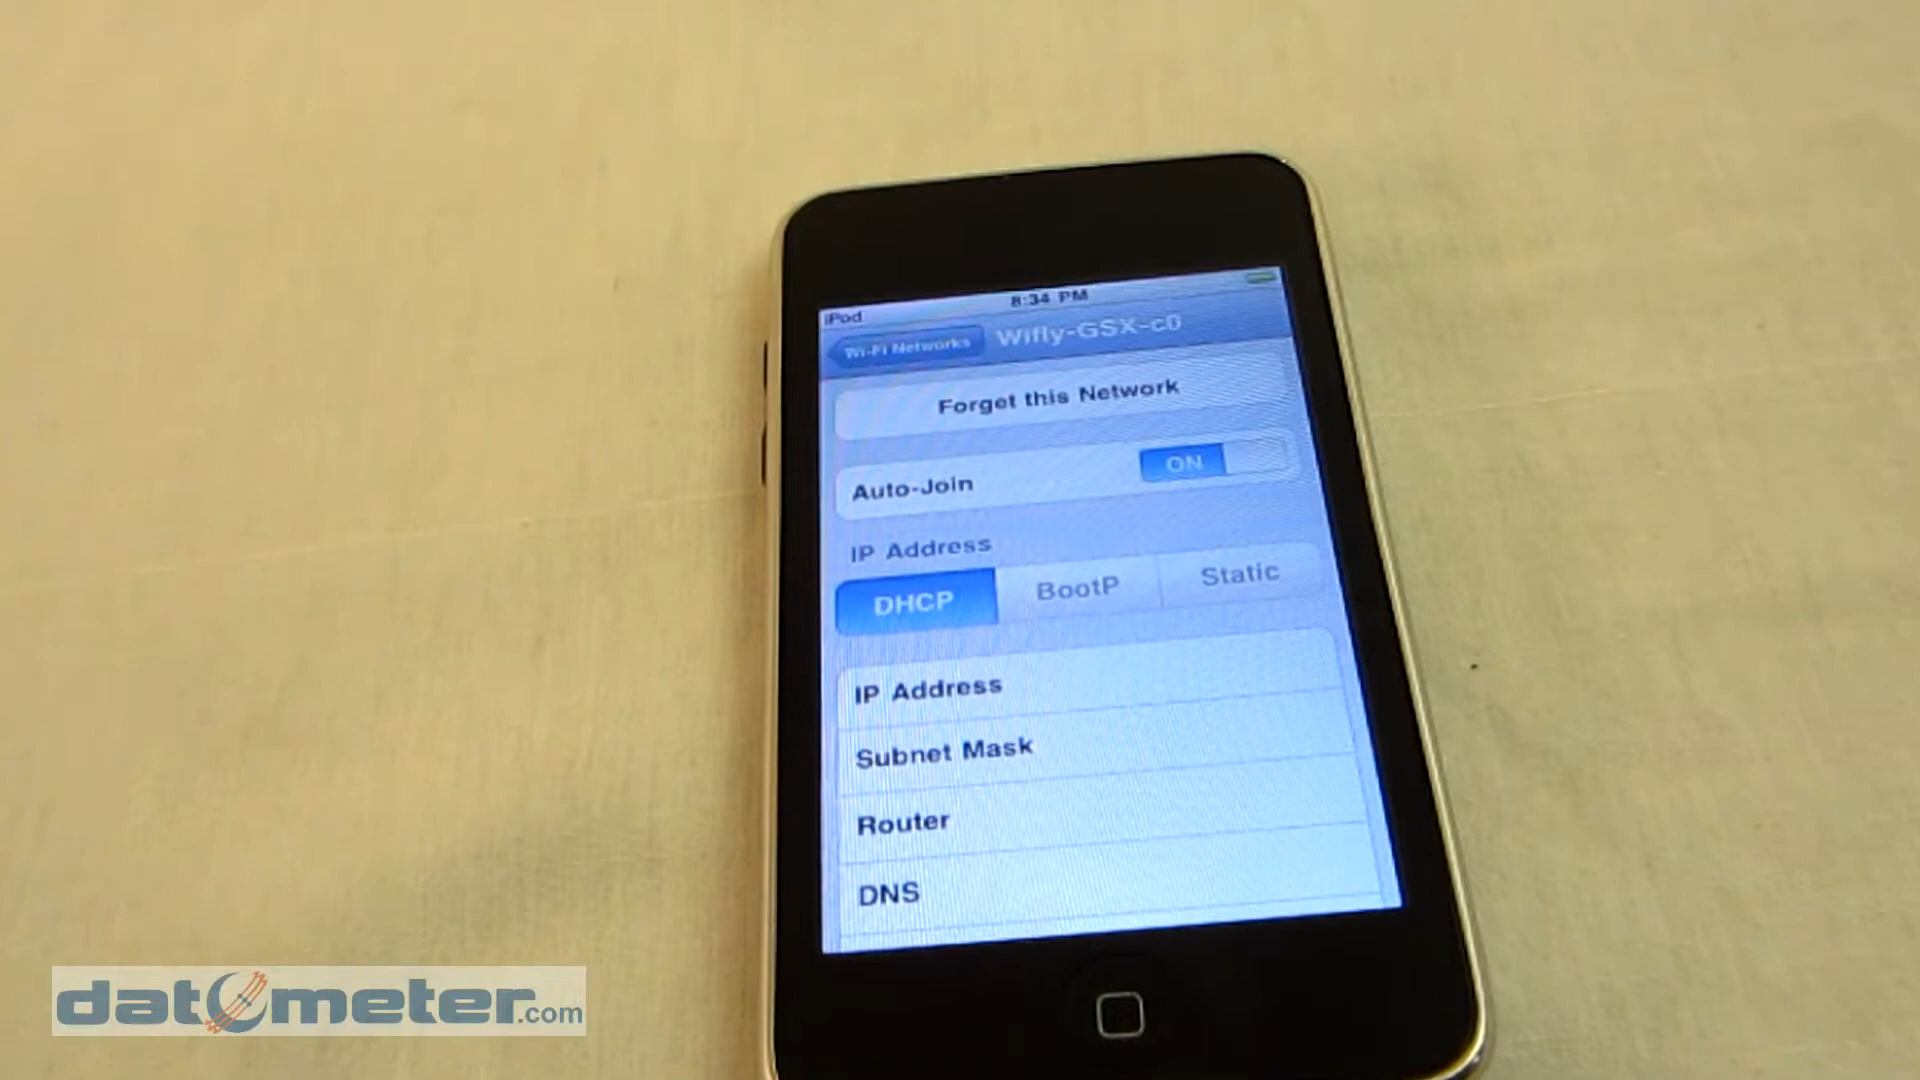 iPod
8:34 PM
Wi-Fi Networks
Wifly-GSX-c0
Forget this Network
Auto-Join
ON
IP Address
DHCP
BootP
Static
IP Address
Subnet Mask
Router
DNS
datometer.com